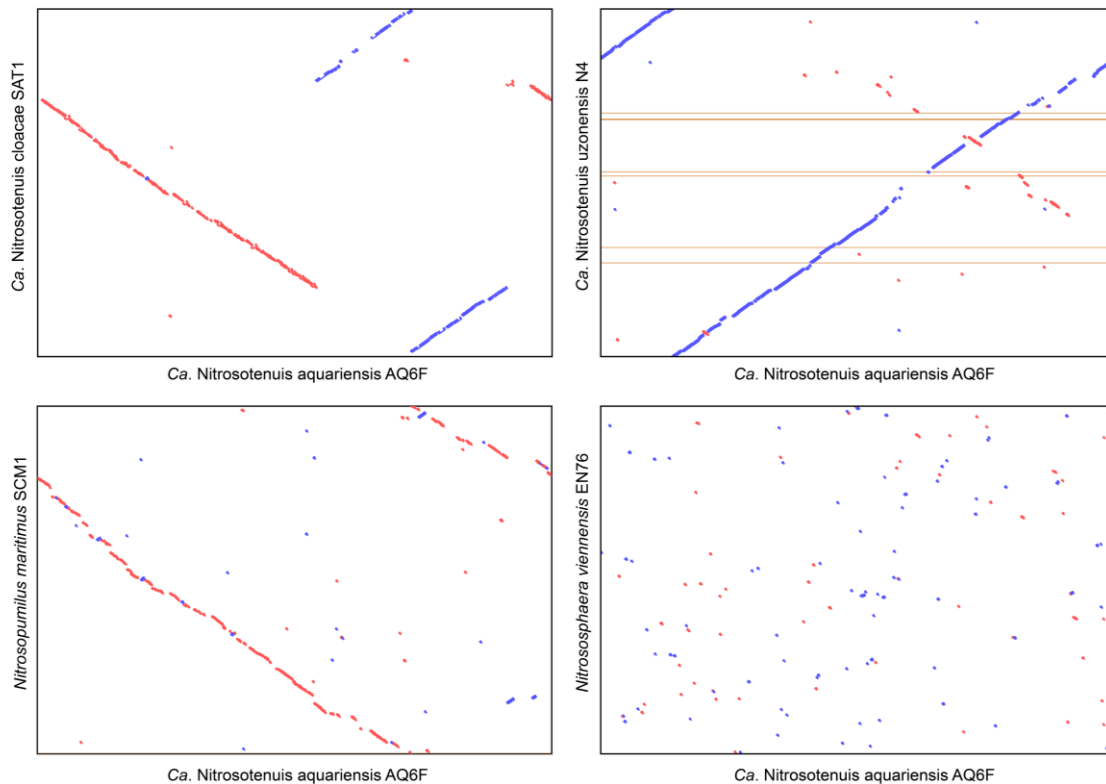 Ca. Nitrosotenuis cloacae SAT1
Ca. Nitrosotenuis aquariensis AQ6F
Ca. Nitrosotenuis uzonensis N4
Ca. Nitrosotenuis aquariensis AQ6F
Nitrosopumilus maritimus SCM1
Ca. Nitrosotenuis aquariensis AQ6F
Nitrososphaera viennensis EN76
Ca. Nitrosotenuis aquariensis AQ6F